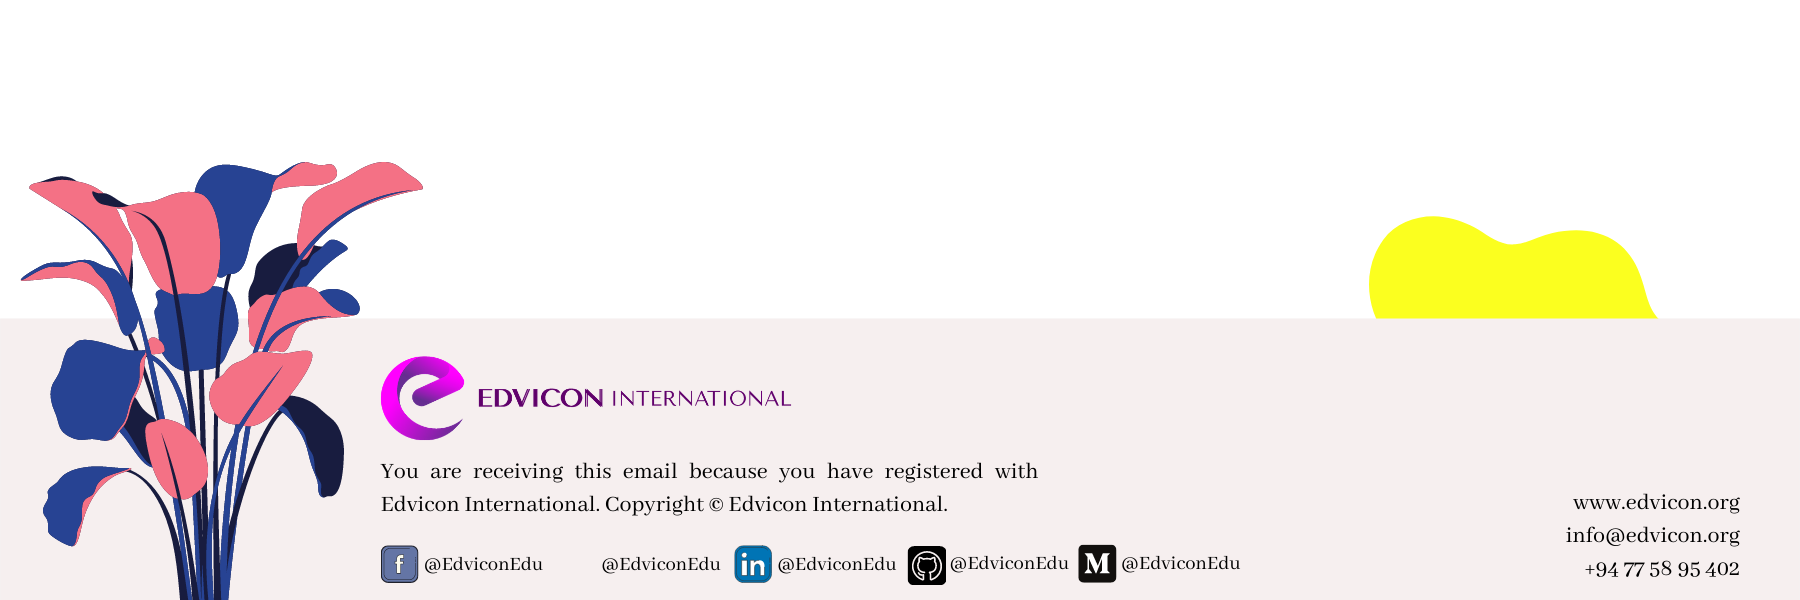 EDVICON INTERNATIONAL
You are receiving this email because you have registered with
Edvicon International. Copyright © Edvicon International.
@EdviconEdu @EdviconEdu @EdviconEdu @EdviconEdu @EdviconEdu
www.edvicon.org
info@edvicon.org
+94 77 58 95 402